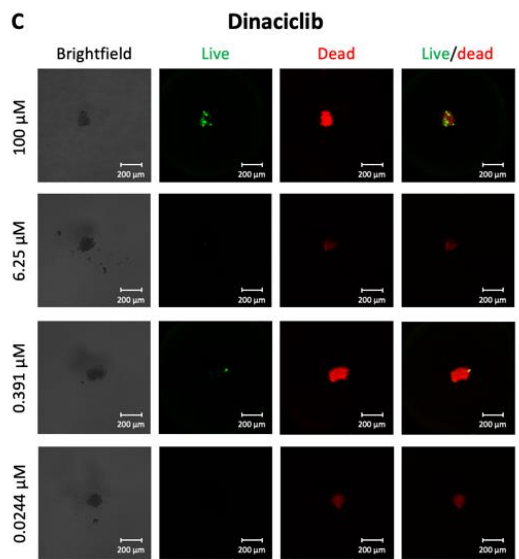 C
Dinaciclib
Brightfield Live Dead Live/dead
100 µM
200 µm 200 µm 200 µm 200 µm
6.25 µM
200 µm 200 µm 200 µm 200 µm
0.391 µM
200 µm 200 µm 200 µm 200 µm
0.0244 µM
200 µm 200 µm 200 µm 200 µm